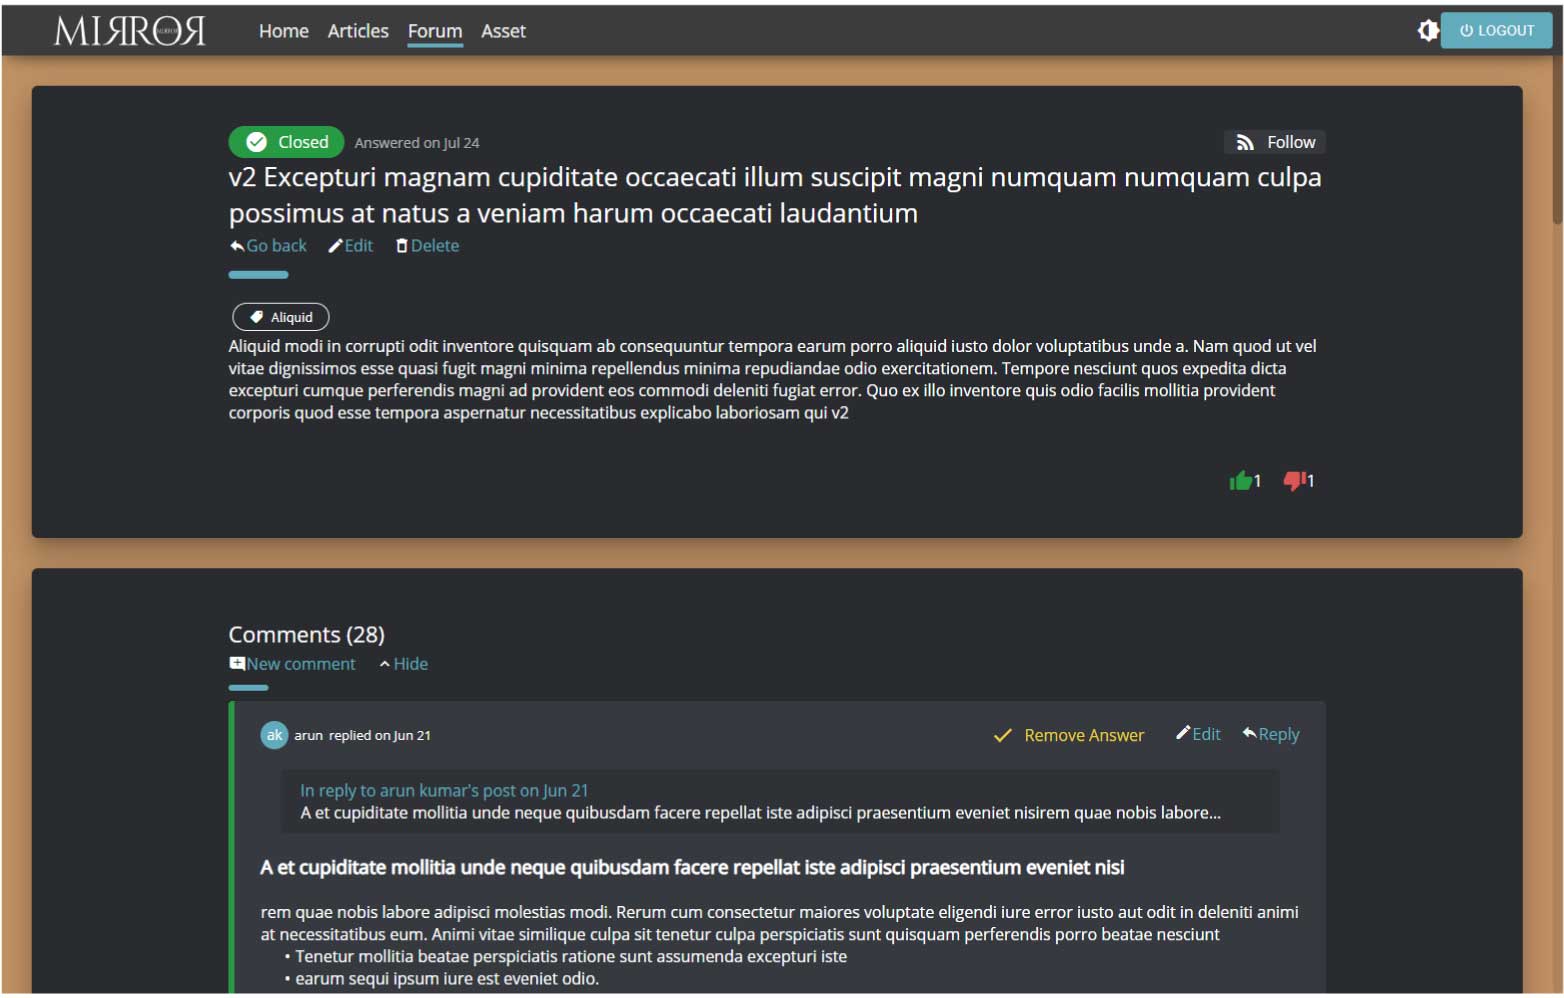 MIЯROЯ
Home Articles Forum Asset
LOGOUT
Closed Answered on Jul 24
Follow
v2 Excepturi magnam cupiditate occaecati illum suscipit magni numquam numquam culpa
possimus at natus a veniam harum occaecati laudantium
Go back Edit Delete
Aliquid
Aliquid modi in corrupti odit inventore quisquam ab consequuntur tempora earum porro aliquid iusto dolor voluptatibus unde a. Nam quod ut vel
vitae dignissimos esse quasi fugit magni minima repellendus minima repudiandae odio exercitationem. Tempore nesciunt quos expedita dicta
excepturi cumque perferendis magni ad provident eos commodi deleniti fugiat error. Quo ex illo inventore quis odio facilis mollitia provident
corporis quod esse tempora aspernatur necessitatibus explicabo laboriosam qui v2
1 1
Comments (28)
New comment Hide
ak arun replied on Jun 21
Remove Answer Edit Reply
In reply to arun kumar's post on Jun 21
A et cupiditate mollitia unde neque quibusdam facere repellat iste adipisci praesentium eveniet nisirem quae nobis labore...
A et cupiditate mollitia unde neque quibusdam facere repellat iste adipisci praesentium eveniet nisi
rem quae nobis labore adipisci molestias modi. Rerum cum consectetur maiores voluptate eligendi iure error iusto aut odit in deleniti animi
at necessitatibus eum. Animi vitae similique culpa sit tenetur culpa perspiciatis sunt quisquam perferendis porro beatae nesciunt
• Tenetur mollitia beatae perspiciatis ratione sunt assumenda excepturi iste
• earum sequi ipsum iure est eveniet odio.